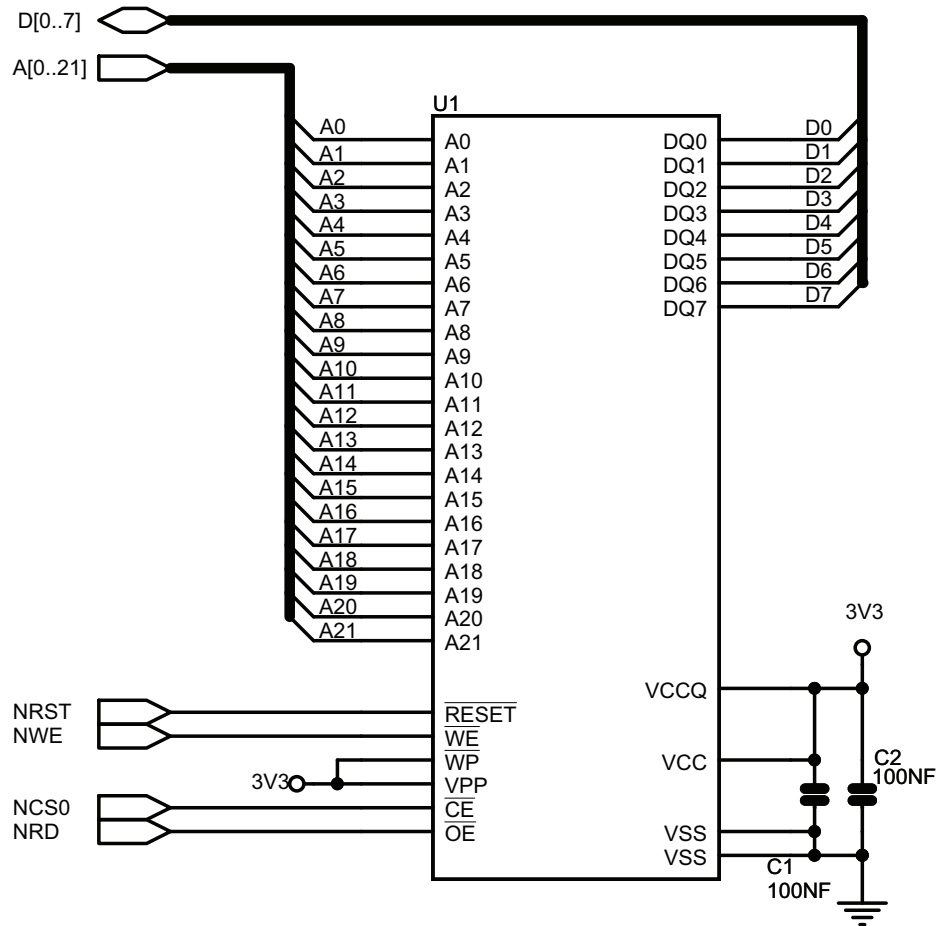 D[0..7]
A[0..21]
U1
A0 A0 DQ0 D0
A1 A1 DQ1 D1
A2 A2 DQ2 D2
A3 A3 DQ3 D3
A4 A4 DQ4 D4
A5 A5 DQ5 D5
A6 A6 DQ6 D6
A7 A7 DQ7 D7
A8 A8
A9 A9
A10 A10
A11 A11
A12 A12
A13 A13
A14 A14
A15 A15
A16 A16
A17 A17
A18 A18
A19 A19
A20 A20
A21 A21
3V3
VCCQ
NRST RESET
NWE WE
WP VCC C2
3V3 VPP 100NF
NCS0 CE
NRD OE VSS
VSS
C1
100NF